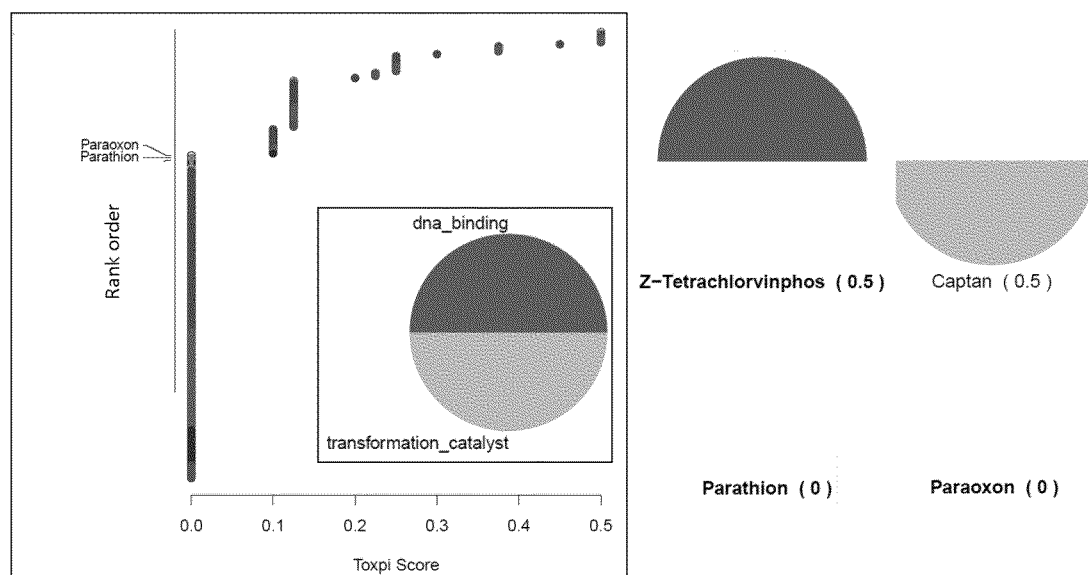 Paraoxon
Parathion
Rank order
dna_binding
transformation_catalyst
0.0 0.1 0.2 0.3 0.4 0.5
Toxpi Score
Z−Tetrachlorvinphos ( 0.5 ) Captan ( 0.5 )
Parathion ( 0 ) Paraoxon ( 0 )